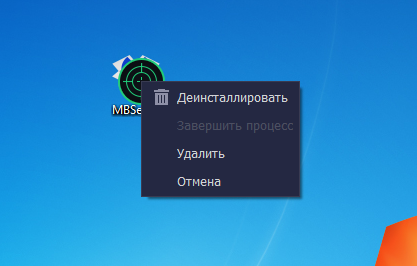 MBSe
Деинсталлировать
Завершить процесс
Удалить
Отмена